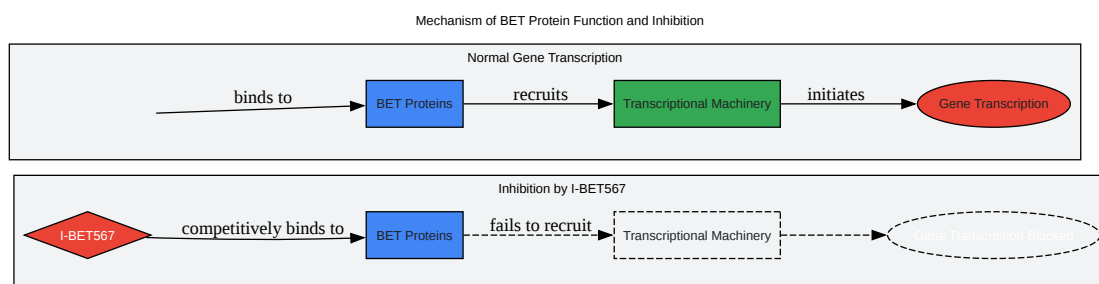 Mechanism of BET Protein Function and Inhibition
Normal Gene Transcription
binds to
BET Proteins
recruits
Transcriptional Machinery
initiates
Gene Transcription
Inhibition by I-BET567
I-BET567
competitively binds to
BET Proteins
fails to recruit
Transcriptional Machinery
Gene Transcription Blocked